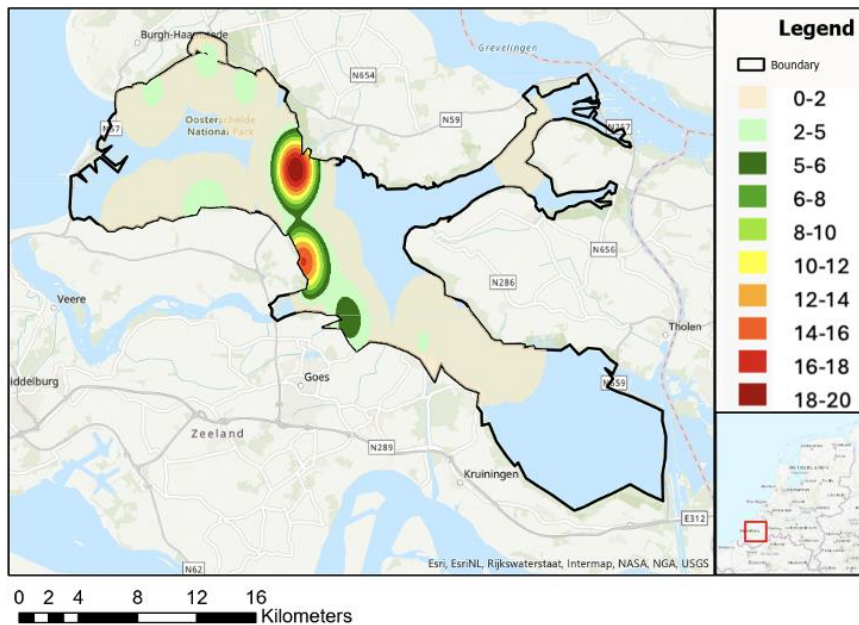 Burgh-Haamstede
Grevelingen
N654
N59
N57
Oosterschelde
National Park
N656
N286
Veere
Tholen
N659
Goes
Middelburg
Zeeland
N289
Kruiningen
E312
N62
Esri, EsriNL, Rijkswaterstaat, Intermap, NASA, NGA, USGS
Legend
Boundary
0-2
2-5
5-6
6-8
8-10
10-12
12-14
14-16
16-18
18-20
0 2 4 8 12 16
Kilometers